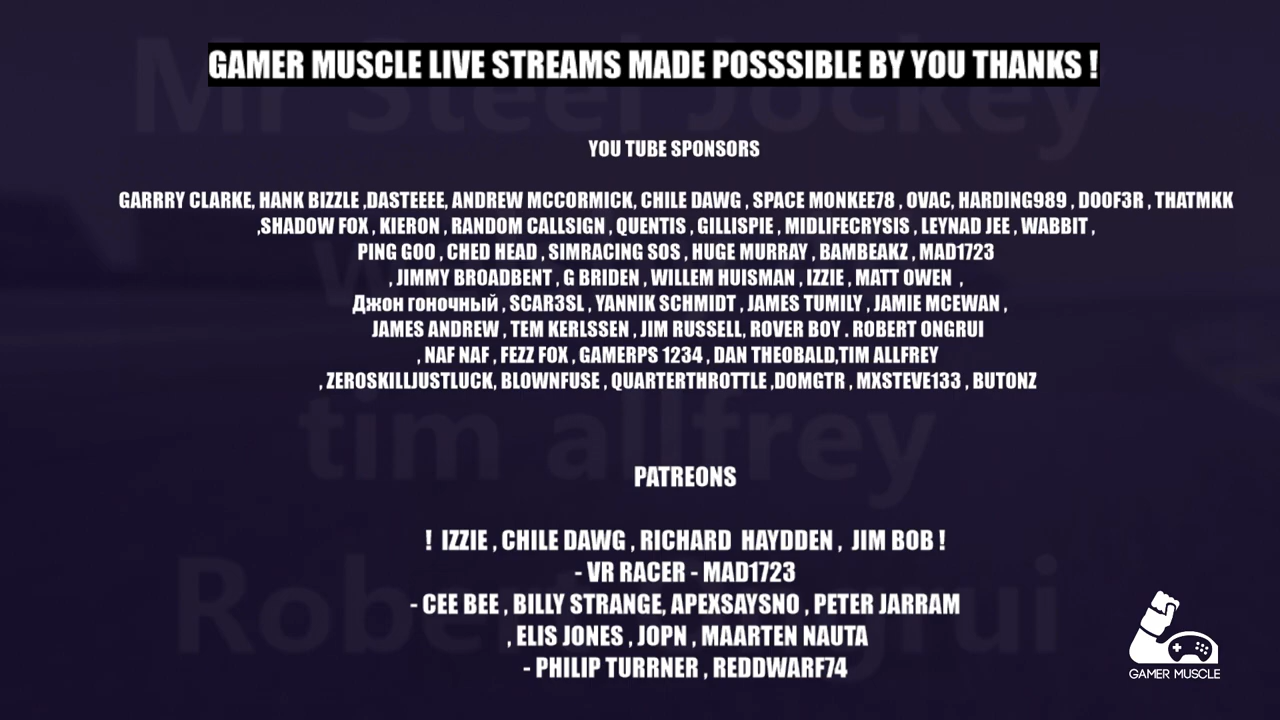 Mr Steel Jockey
GAMER MUSCLE LIVE STREAMS MADE POSSSIBLE BY YOU THANKS !
YOU TUBE SPONSORS
GARRRY CLARKE, HANK BIZZLE ,DASTEEEE, ANDREW MCCORMICK, CHILE DAWG , SPACE MONKEE78 , OVAC, HARDING989 , DOOF3R , THATMKK
,SHADOW FOX , KIERON , RANDOM CALLSIGN , QUENTIS , GILLISPIE , MIDLIFECRYSIS , LEYNAD JEE , WABBIT ,
PING GOO , CHED HEAD , SIMRACING SOS , HUGE MURRAY , BAMBEAKZ , MAD1723
, JIMMY BROADBENT , G BRIDEN , WILLEM HUISMAN , IZZIE , MATT OWEN ,
Джон гоночный , SCAR3SL , YANNIK SCHMIDT , JAMES TUMILY , JAMIE MCEWAN ,
JAMES ANDREW , TEM KERLSSEN , JIM RUSSELL, ROVER BOY . ROBERT ONGRUI
, NAF NAF , FEZZ FOX , GAMERPS 1234 , DAN THEOBALD,TIM ALLFREY
, ZEROSKILLJUSTLUCK, BLOWNFUSE , QUARTERTHROTTLE ,DOMGTR , MXSTEVE133 , BUTONZ
tim allfrey
PATREONS
! IZZIE , CHILE DAWG , RICHARD HAYDDEN , JIM BOB !
- VR RACER - MAD1723
- CEE BEE , BILLY STRANGE, APEXSAYSNO , PETER JARRAM
, ELIS JONES , JOPN , MAARTEN NAUTA
- PHILIP TURRNER , REDDWARF74
GAMER MUSCLE